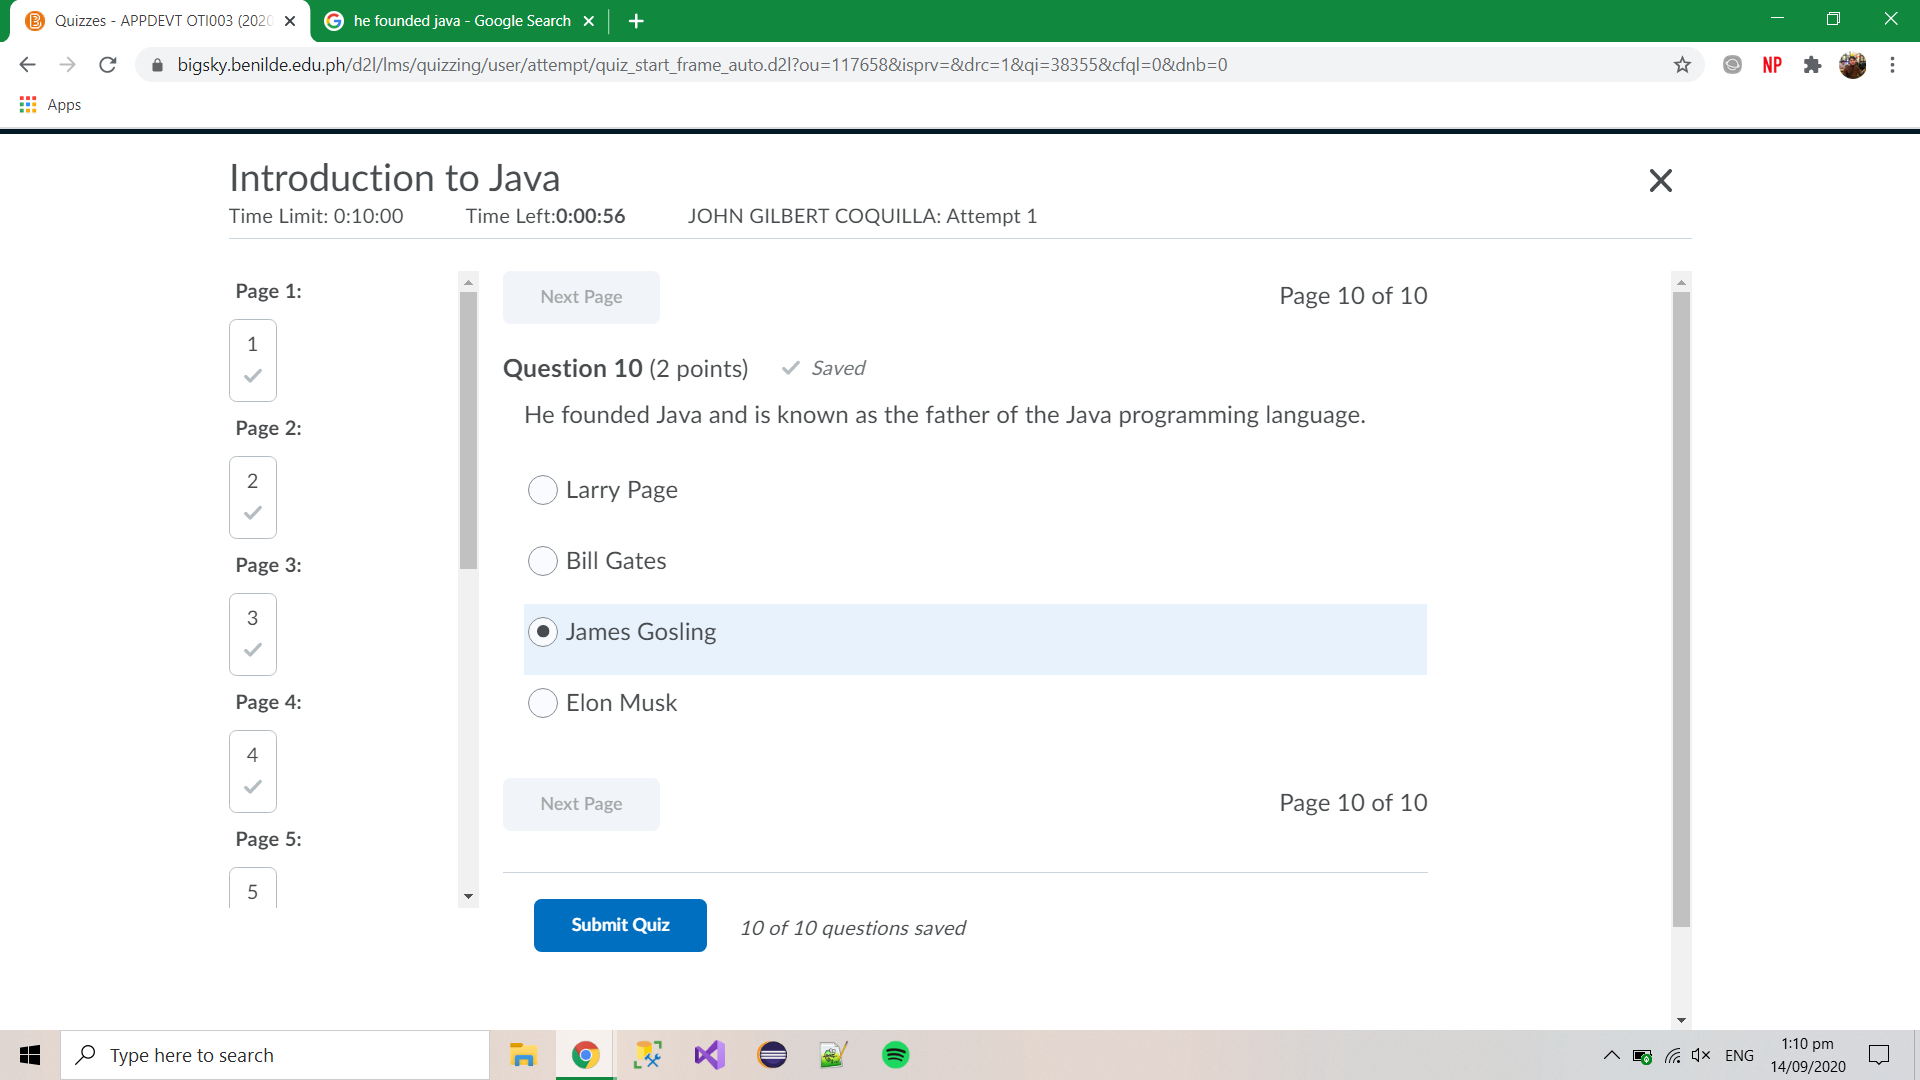 Quizzes - APPDEVT OTI003 (2020
he founded java - Google Search
bigsky.benilde.edu.ph/d2l/lms/quizzing/user/attempt/quiz_start_frame_auto.d2l?ou=117658&isprv=&drc=1&qi=38355&cfql=0&dnb=0
NP
Apps
Introduction to Java
Time Limit: 0:10:00 Time Left:0:00:56 JOHN GILBERT COQUILLA: Attempt 1
Page 1:
1
Page 2:
2
Page 3:
3
Page 4:
4
Page 5:
5
Next Page Page 10 of 10
Question 10 (2 points) Saved
He founded Java and is known as the father of the Java programming language.
Larry Page
Bill Gates
James Gosling
Elon Musk
Next Page Page 10 of 10
Submit Quiz 10 of 10 questions saved
Type here to search
ENG
1:10 pm
14/09/2020